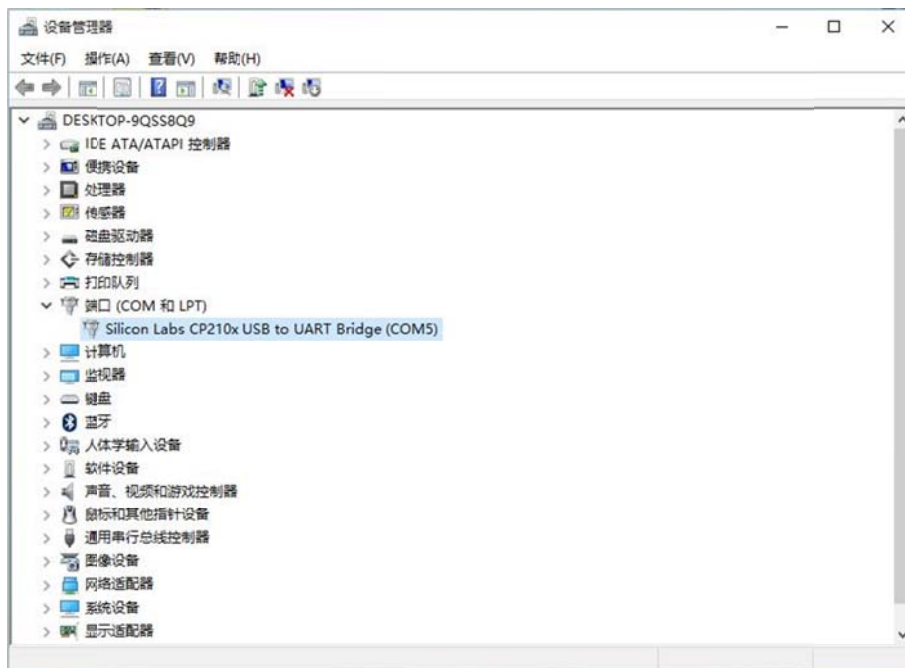 设备管理器
文件(F) 操作(A) 查看(V) 帮助(H)
DESKTOP-9QSS8Q9
IDE ATA/ATAPI 控制器
便携设备
处理器
传感器
磁盘驱动器
存储控制器
打印队列
端口 (COM 和 LPT)
Silicon Labs CP210x USB to UART Bridge (COM5)
计算机
监视器
键盘
蓝牙
人体学输入设备
软件设备
声音、视频和游戏控制器
鼠标和其他指针设备
通用串行总线控制器
图像设备
网络适配器
系统设备
显示适配器